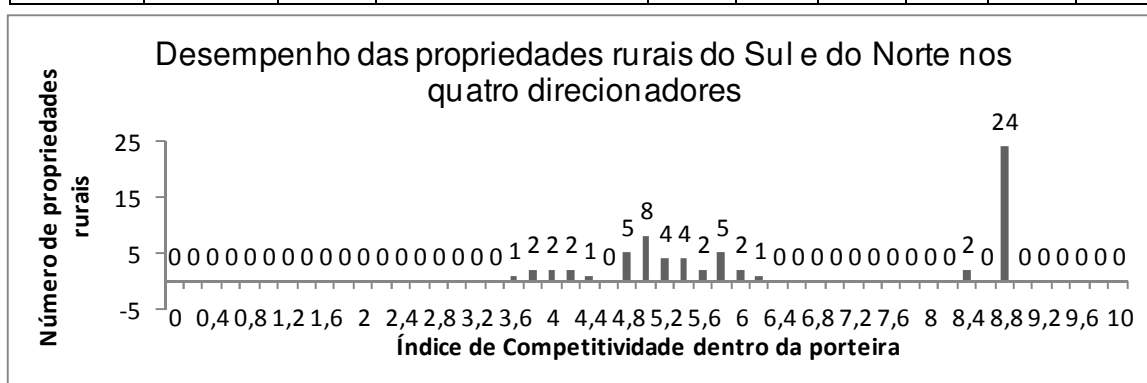 Desempenho das propriedades rurais do Sul e do Norte nos
quatro direcionadores
Número de propriedades
rurais
25
15
5
-5
0 0 0 0 0 0 0 0 0 0 0 0 0 0 0 0 0 0 1 2 2 2 1 0 5 8 4 4 2 5 2 1 0 0 0 0 0 0 0 0 0 0 2 0 24 0 0 0 0 0 0
0 0,4 0,8 1,2 1,6 2 2,4 2,8 3,2 3,6 4 4,4 4,8 5,2 5,6 6 6,4 6,8 7,2 7,6 8 8,4 8,8 9,2 9,6 10
Índice de Competitividade dentro da porteira